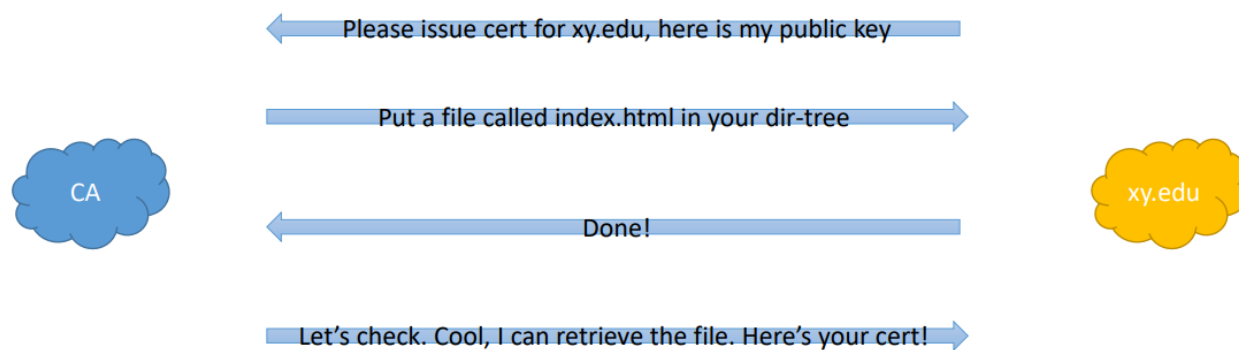 Please issue cert for xy.edu, here is my public key
Put a file called index.html in your dir-tree
CA
xy.edu
Done!
Let's check. Cool, I can retrieve the file. Here's your cert!